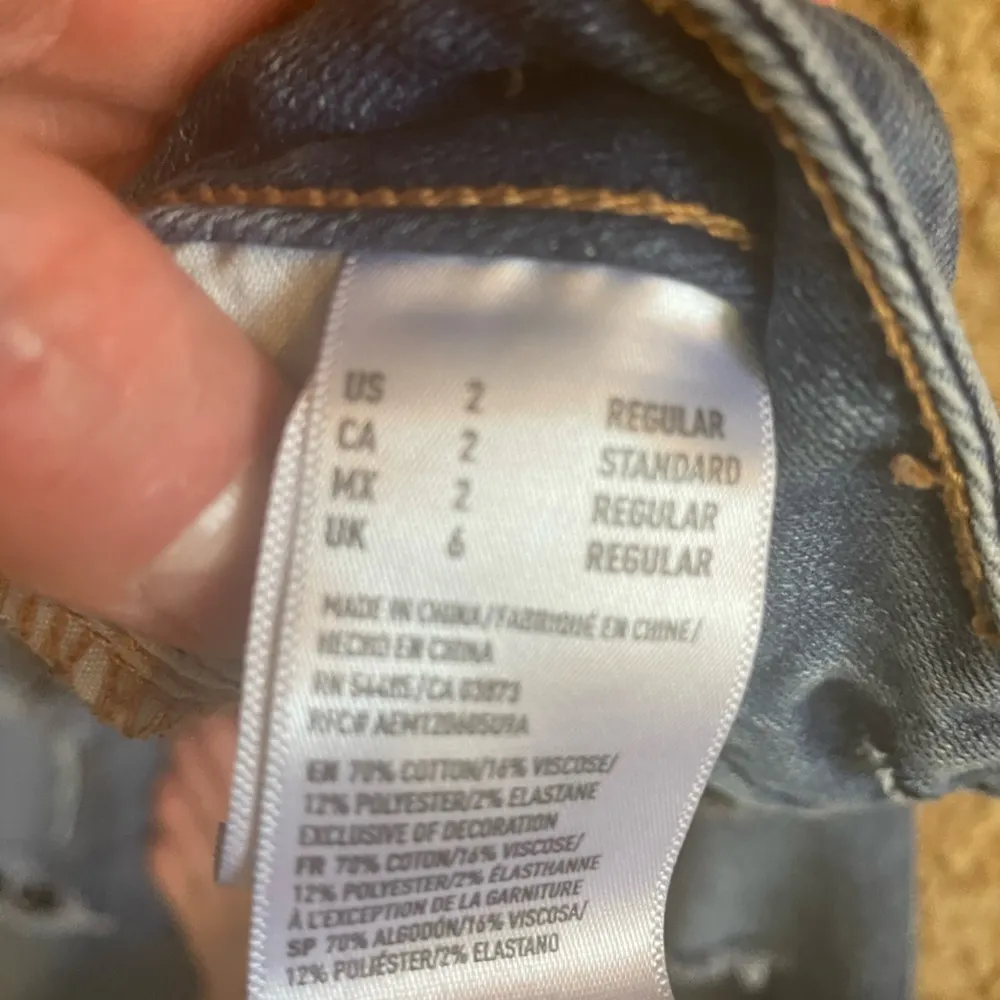 US 2 REGULAR
CA 2 STANDARD
MX 2 REGULAR
UK 6 REGULAR
MADE IN CHINA/FABRIQUÉ EN CHINE/
HECHO EN CHINA
RN 54485/CA 03873
RFC#
EN 70% COTTON/16% VISCOSE/
12% POLYESTER/2% ELASTANE
EXCLUSIVE OF DECORATION
FR 70% COTON/16% VISCOSE/
12% POLYESTER/2% ÉLASTHANNE
À L'EXCEPTION DE LA GARNITURE
SP 70% ALGODÓN/16% VISCOSA/
12% POLIÉSTER/2% ELASTANO